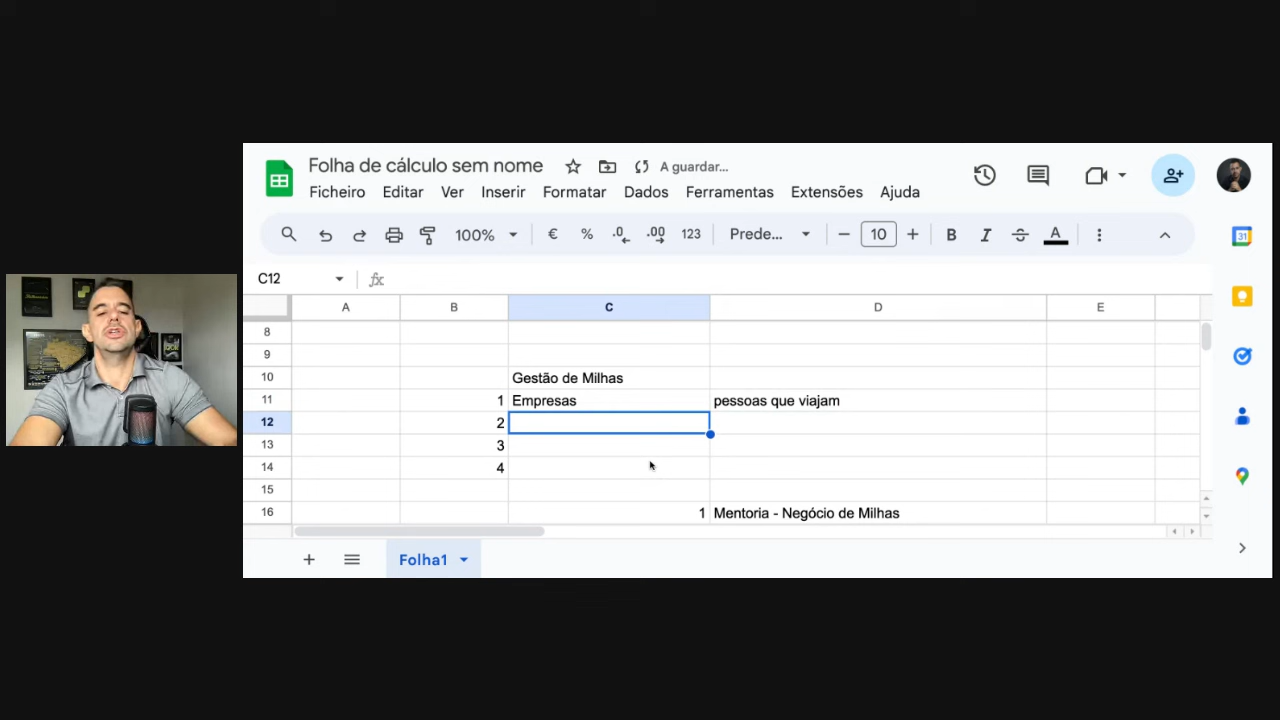 Folha de cálculo sem nome A guardar...
Ficheiro Editar Ver Inserir Formatar Dados Ferramentas Extensões Ajuda
100% € % .0 .00 123 Prede... 10 B I S A
31
C12 fx
A B C D E
8
9
10 Gestão de Milhas
11 1 Empresas pessoas que viajam
12 2
13 3
14 4
15
16 1 Mentoria - Negócio de Milhas
Folha1